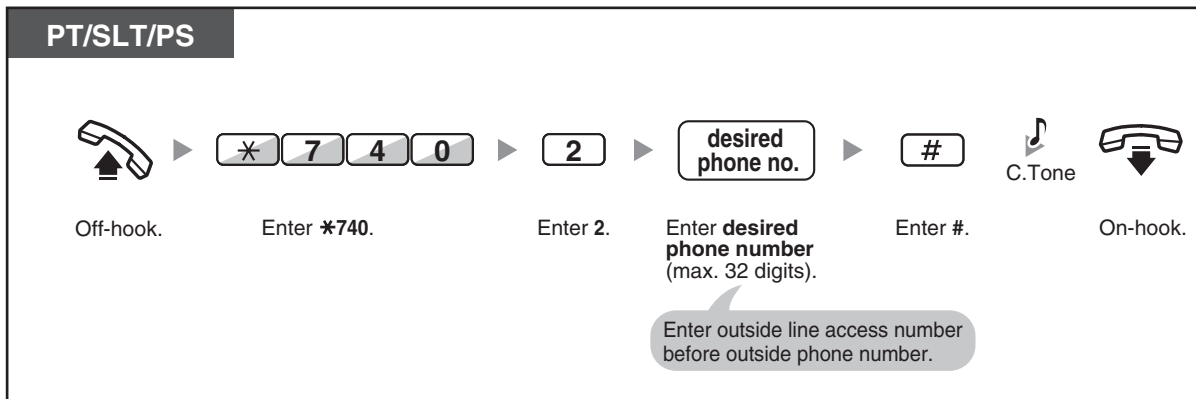 PT/SLT/PS
* 7 4 0 2 desired phone no. # C.Tone
Off-hook.
Enter *740.
Enter 2.
Enter desired
phone number
(max. 32 digits).
Enter #.
On-hook.
Enter outside line access number
before outside phone number.